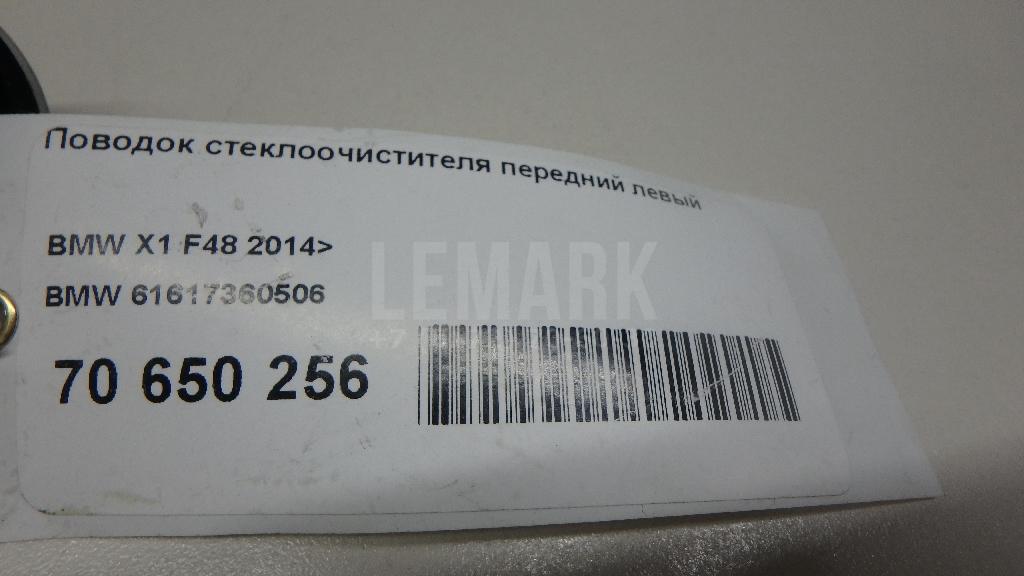 Поводок стеклоочистителя передний левый
BMW X1 F48 2014>
BMW 61617360506
LEMARK
70 650 256